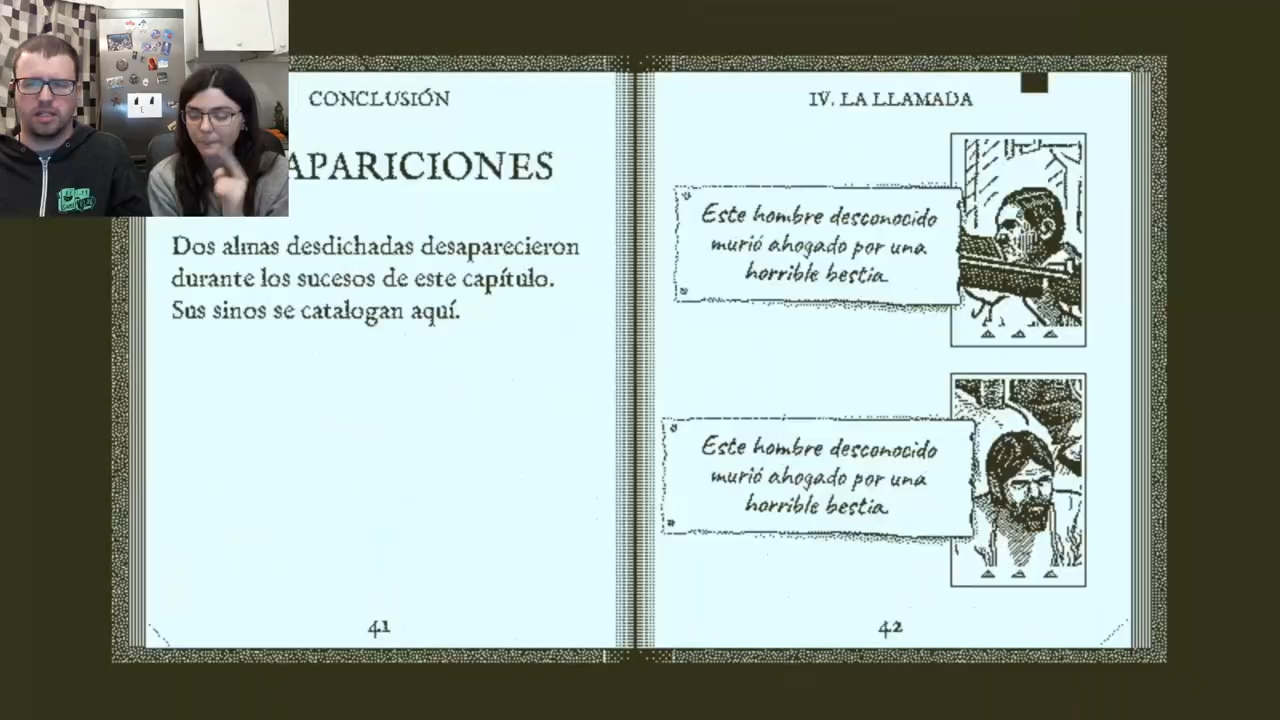 CONCLUSIÓN
APARICIONES
Dos almas desdichadas desaparecieron
durante los sucesos de este capítulo.
Sus sinos se catalogan aquí.
41
IV. LA LLAMADA
Este hombre desconocido
murió ahogado por una
horrible bestia.
Este hombre desconocido
murió ahogado por una
horrible bestia.
42